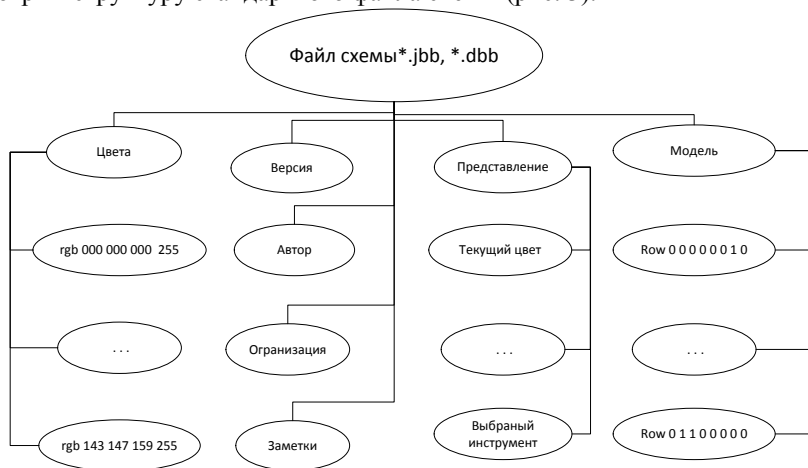 Файл схемы*.jbb, *.dbb
Цвета
Версия
Представление
Модель
rgb 000 000 000 255
Автор
Текущий цвет
Row 0 0 0 0 0 0 1 0
. . .
Огранизация
. . .
. . .
rgb 143 147 159 255
Заметки
Выбраный
инструмент
Row 0 1 1 0 0 0 0 0